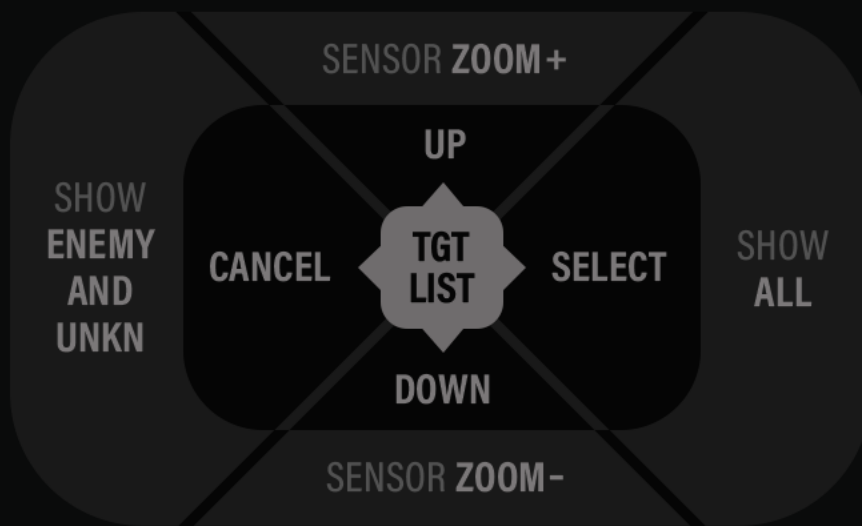 SENSOR ZOOM+
UP
SHOW
ENEMY
AND
UNKN
CANCEL
TGT
LIST
SELECT
SHOW
ALL
DOWN
SENSOR ZOOM-